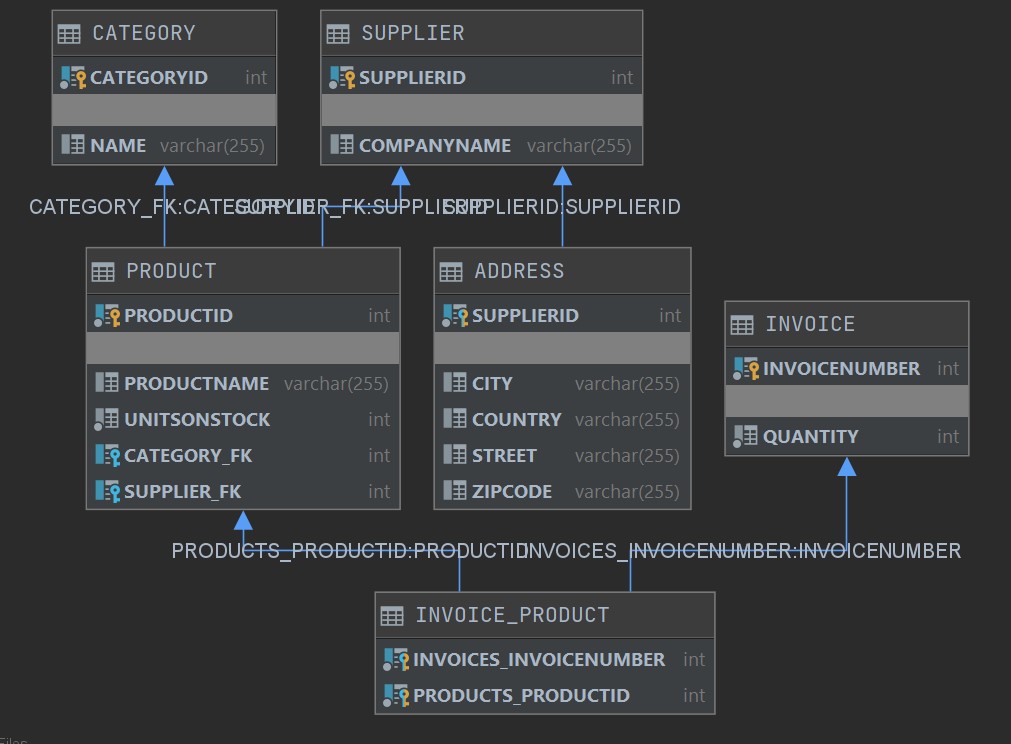 CATEGORY
CATEGORYID int
NAME varchar(255)
SUPPLIER
SUPPLIERID int
COMPANYNAME varchar(255)
CATEGORY_FK:CATEGORYID
SUPPLIER_FK:SUPPLIERID
SUPPLIERID:SUPPLIERID
PRODUCT
PRODUCTID int
PRODUCTNAME varchar(255)
UNITSONSTOCK int
CATEGORY_FK int
SUPPLIER_FK int
ADDRESS
SUPPLIERID int
CITY varchar(255)
COUNTRY varchar(255)
STREET varchar(255)
ZIPCODE varchar(255)
INVOICE
INVOICENUMBER int
QUANTITY int
PRODUCTS_PRODUCTID:PRODUCTID
INVOICES_INVOICENUMBER:INVOICENUMBER
INVOICE_PRODUCT
INVOICES_INVOICENUMBER int
PRODUCTS_PRODUCTID int
Files